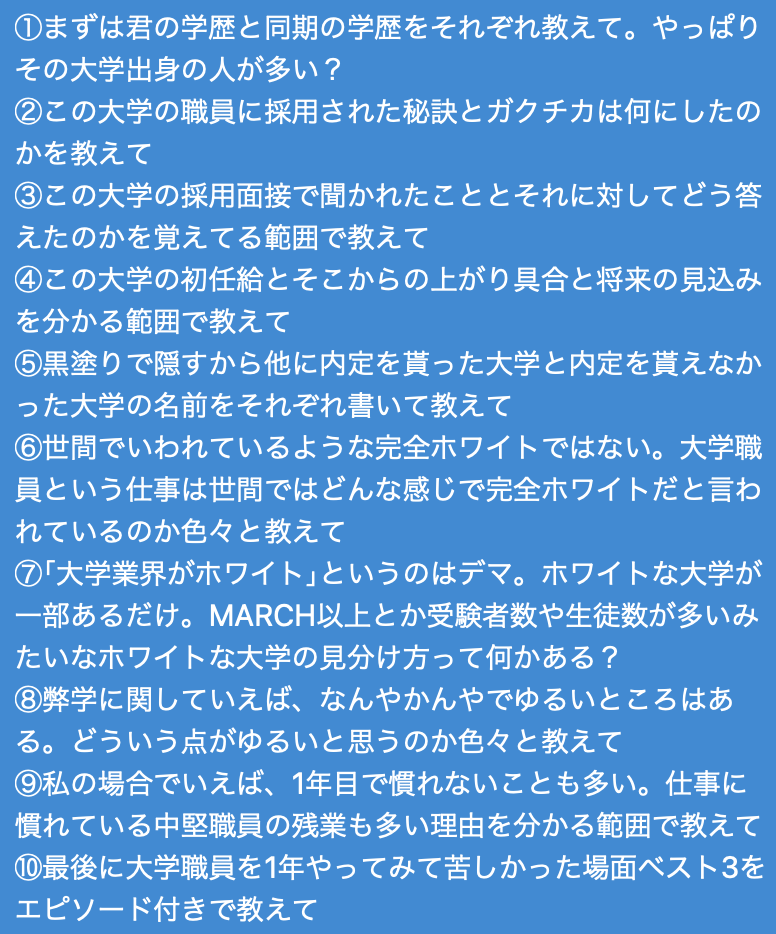 ①まずは君の学歴と同期の学歴をそれぞれ教えて。やっぱり
その大学出身の人が多い？
②この大学の職員に採用された秘訣とガクチカは何にしたの
かを教えて
③この大学の採用面接で聞かれたこととそれに対してどう答
えたのかを覚えてる範囲で教えて
④この大学の初任給とそこからの上がり具合と将来の見込み
を分かる範囲で教えて
⑤黒塗りで隠すから他に内定を貰った大学と内定を貰えなか
った大学の名前をそれぞれ書いて教えて
⑥世間でいわれているような完全ホワイトではない。大学職
員という仕事は世間ではどんな感じで完全ホワイトだと言わ
れているのか色々と教えて
⑦｢大学業界がホワイト｣というのはデマ。ホワイトな大学が
一部あるだけ。MARCH以上とか受験者数や生徒数が多いみ
たいなホワイトな大学の見分け方って何かある？
⑧弊学に関していえば、なんやかんやでゆるいところはあ
る。どういう点がゆるいと思うのか色々と教えて
⑨私の場合でいえば、1年目で慣れないことも多い。仕事に
慣れている中堅職員の残業も多い理由を分かる範囲で教えて
⑩最後に大学職員を1年やってみて苦しかった場面ベスト3を
エピソード付きで教えて